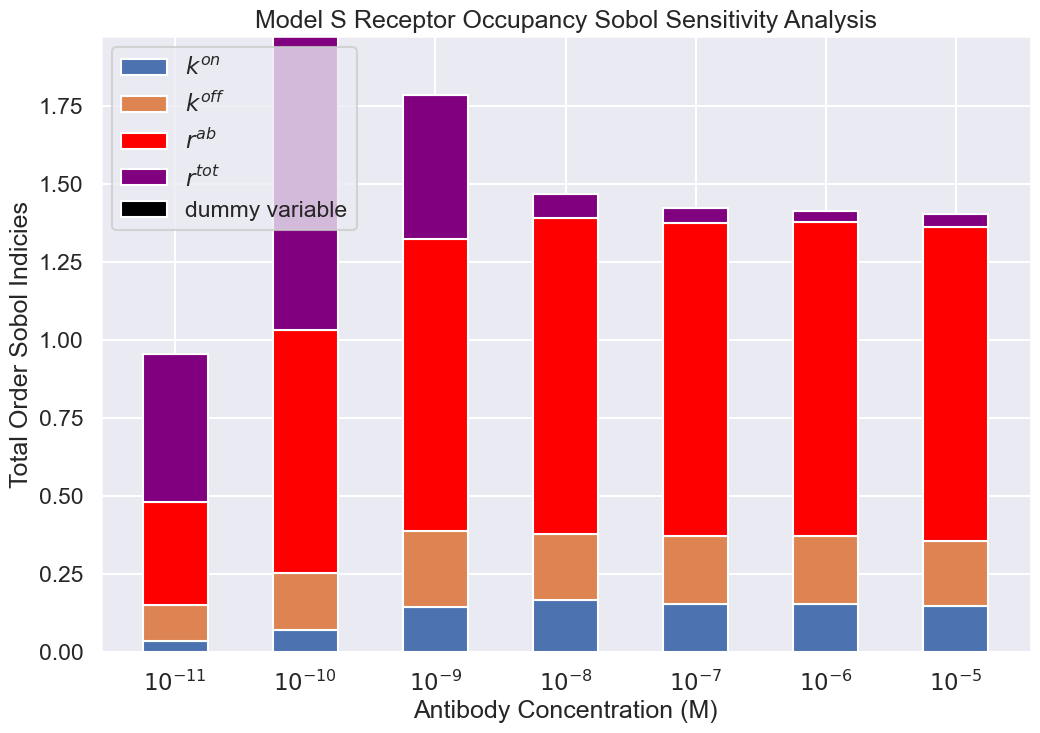 Model S Receptor Occupancy Sobol Sensitivity Analysis
k^{on}
k^{off}
r^{ab}
r^{tot}
dummy variable
Total Order Sobol Indicies
1.75
1.50
1.25
1.00
0.75
0.50
0.25
0.00
10^{-11} 10^{-10} 10^{-9} 10^{-8} 10^{-7} 10^{-6} 10^{-5}
Antibody Concentration (M)